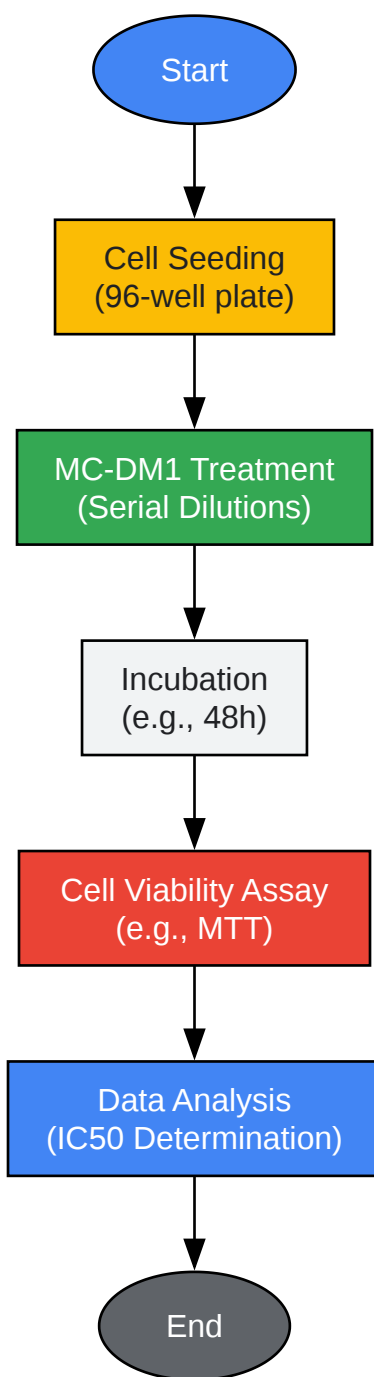 Start
Cell Seeding
(96-well plate)
MC-DM1 Treatment
(Serial Dilutions)
Incubation
(e.g., 48h)
Cell Viability Assay
(e.g., MTT)
Data Analysis
(IC50 Determination)
End